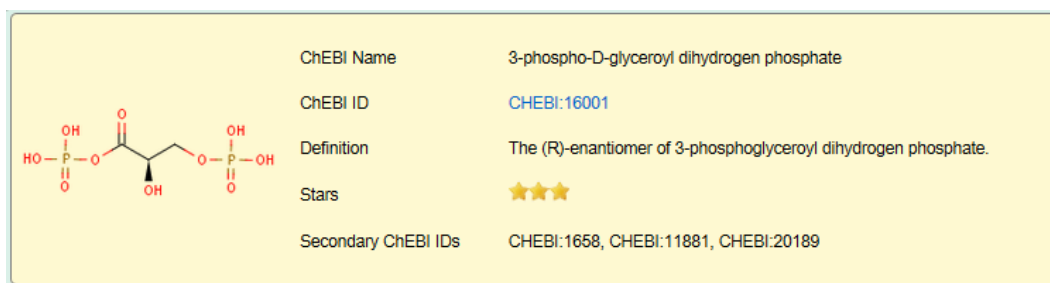 ChEBI Name 3-phospho-D-glyceroyl dihydrogen phosphate
ChEBI ID CHEBI:16001
Definition The (R)-enantiomer of 3-phosphoglyceroyl dihydrogen phosphate.
Stars
Secondary ChEBI IDs CHEBI:1658, CHEBI:11881, CHEBI:20189
O
OH OH
HO P O O P OH
O OH O